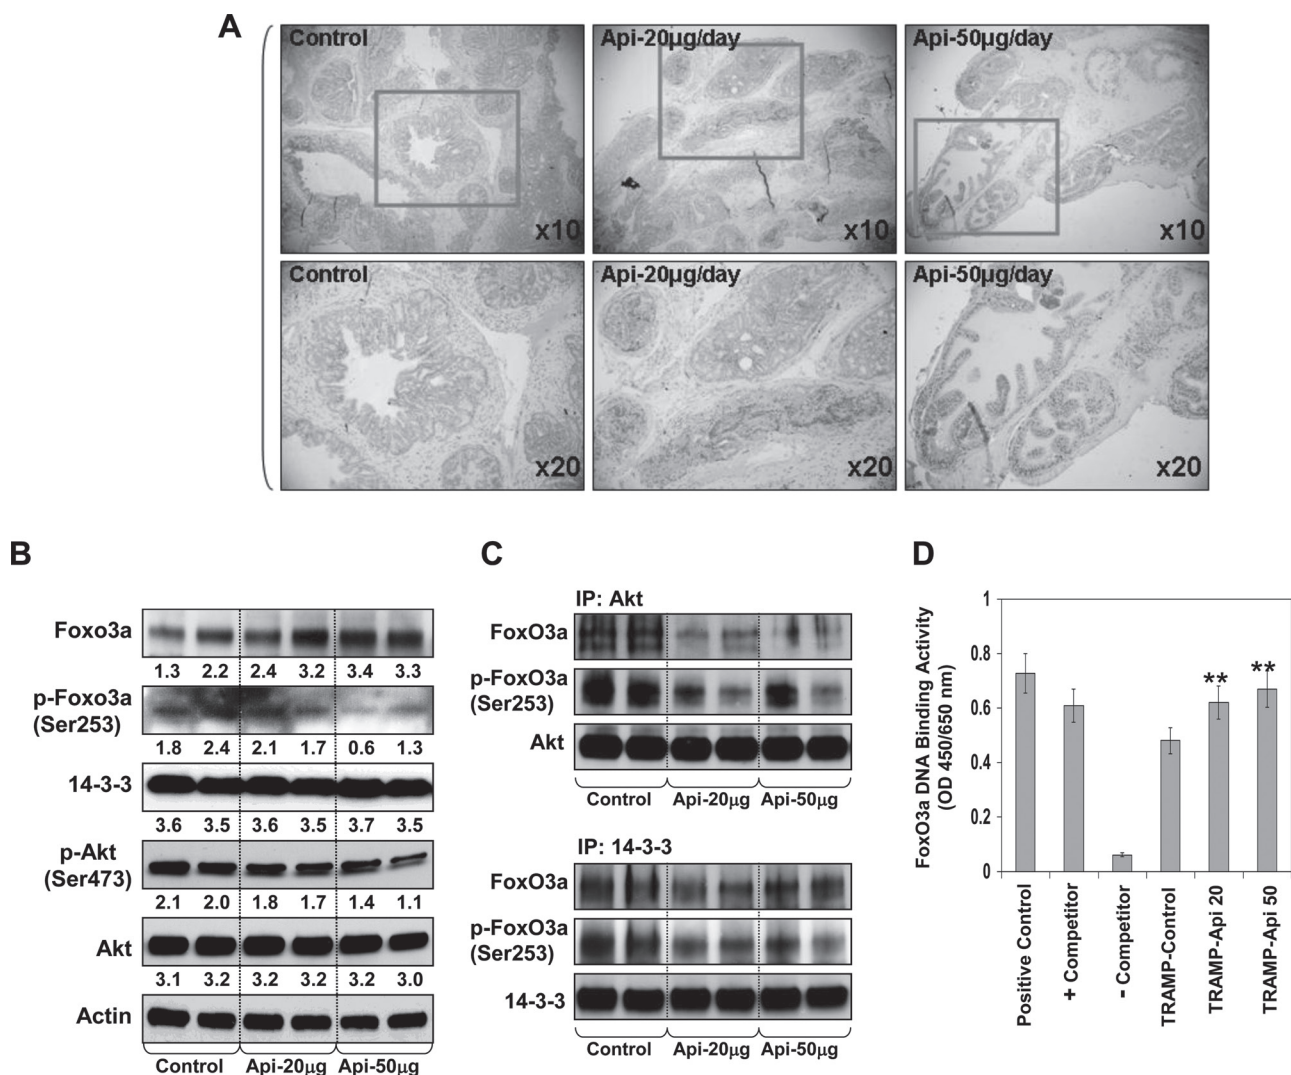 A
Control
Api-20μg/day
Api-50μg/day
x10
x10
x10
Control
Api-20μg/day
Api-50μg/day
x20
x20
x20
B
Foxo3a
1.3 2.2 2.4 3.2 3.4 3.3
p-Foxo3a
(Ser253)
1.8 2.4 2.1 1.7 0.6 1.3
14-3-3
3.6 3.5 3.6 3.5 3.7 3.5
p-Akt
(Ser473)
2.1 2.0 1.8 1.7 1.4 1.1
Akt
3.1 3.2 3.2 3.2 3.2 3.0
Actin
Control Api-20μg Api-50μg
C
IP: Akt
FoxO3a
p-FoxO3a
(Ser253)
Akt
Control Api-20μg Api-50μg
IP: 14-3-3
FoxO3a
p-FoxO3a
(Ser253)
14-3-3
Control Api-20μg Api-50μg
D
FoxO3a DNA Binding Activity
(OD 450/650 nm)
1
0.8
0.6
0.4
0.2
0
** **
Positive Control
+ Competitor
- Competitor
TRAMP-Control
TRAMP-Api 20
TRAMP-Api 50